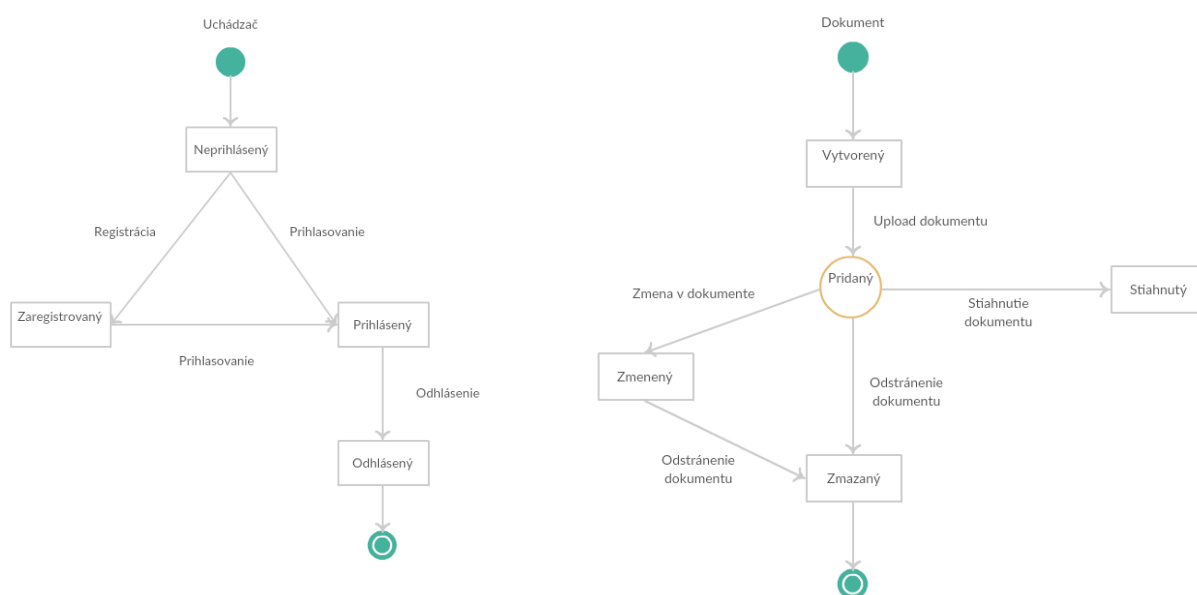 Uchádzač
Neprihlásený
Registrácia
Prihlasovanie
Zaregistrovaný
Prihlásený
Prihlasovanie
Odhlásenie
Odhlásený
Dokument
Vytvorený
Upload dokumentu
Pridaný
Zmena v dokumente
Stiahnutie
dokumentu
Stiahnutý
Zmenený
Odstránenie
dokumentu
Odstránenie
dokumentu
Zmazaný